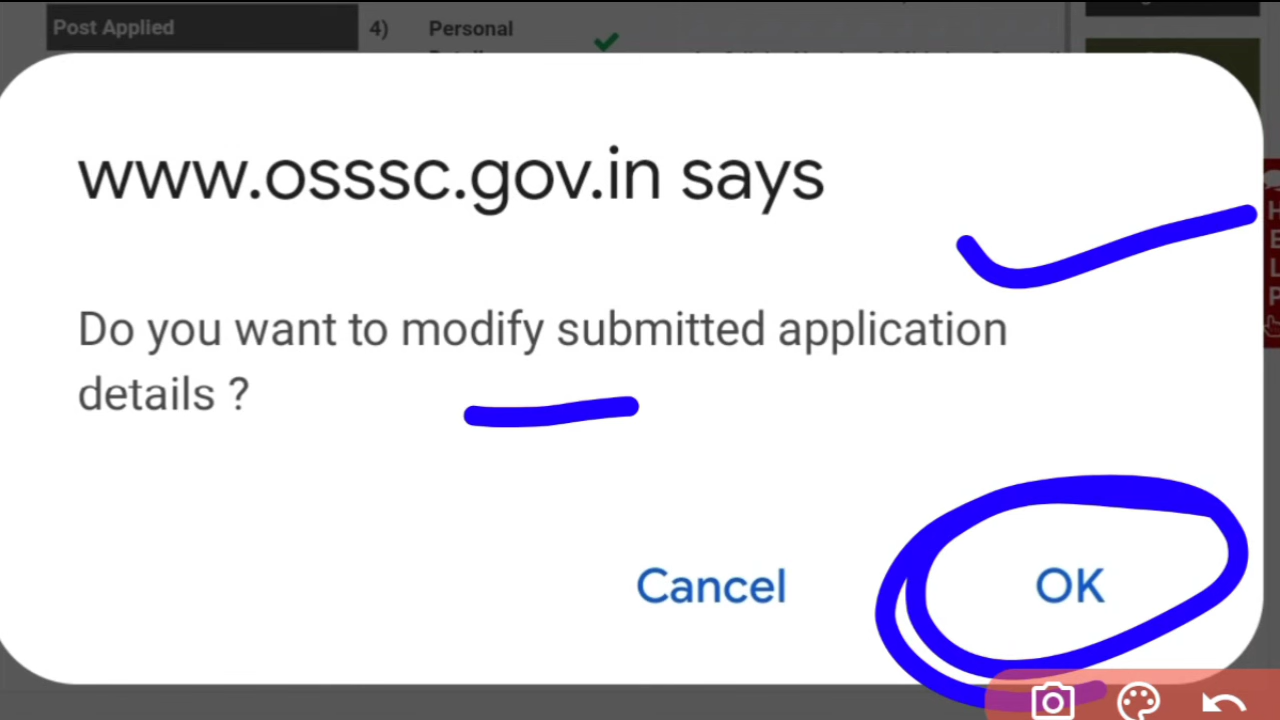 Post Applied
4) Personal
www.osssc.gov.in says
Do you want to modify submitted application
details ?
Cancel
OK
HELP